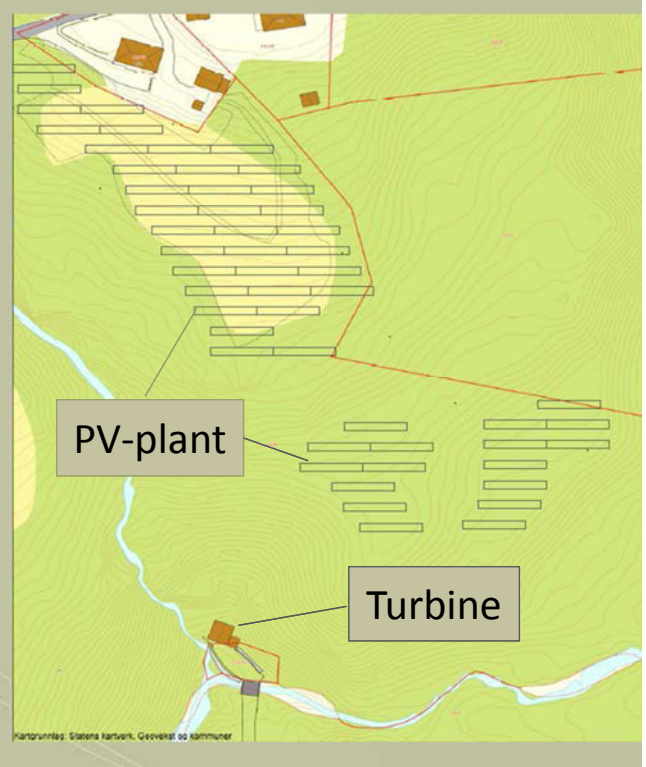 PV-plant
Turbine
Kartgrunnlag: Statens kartverk, Geovekst og kommuner